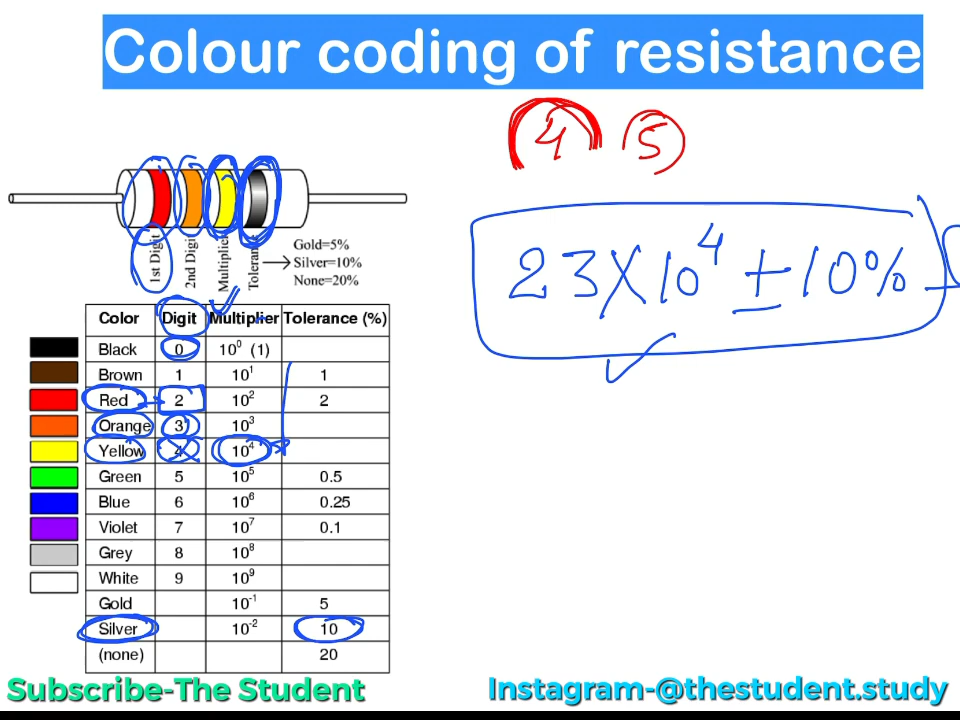 Colour coding of resistance
4 5
1st Digit
2nd Digit
Multiplier
Tolerance
Gold=5%
Silver=10%
None=20%
23 X 10⁴ ± 10%
Color Digit Multiplier Tolerance (%)
Black 0 10⁰ (1)
Brown 1 10¹ 1
Red 2 10² 2
Orange 3 10³
Yellow 4 10⁴
Green 5 10⁵ 0.5
Blue 6 10⁶ 0.25
Violet 7 10⁷ 0.1
Grey 8 10⁸
White 9 10⁹
Gold 10⁻¹ 5
Silver 10⁻² 10
(none) 20
Subscribe-The Student
Instagram-@thestudent.study